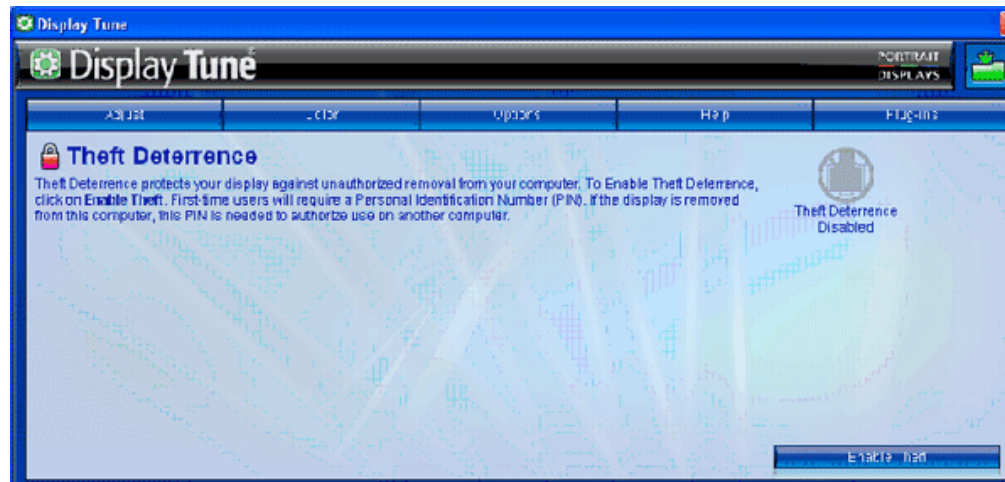 Display Tune
Display Tune
PORTRAIT
DISPLAYS
Adjust Color Options Help Plug-ins
Theft Deterrence
Theft Deterrence protects your display against unauthorized removal from your computer. To Enable Theft Deterrence,
click on Enable Theft. First-time users will require a Personal Identification Number (PIN). If the display is removed
from this computer, this PIN is needed to authorize use on another computer.
Theft Deterrence
Disabled
Enable Theft